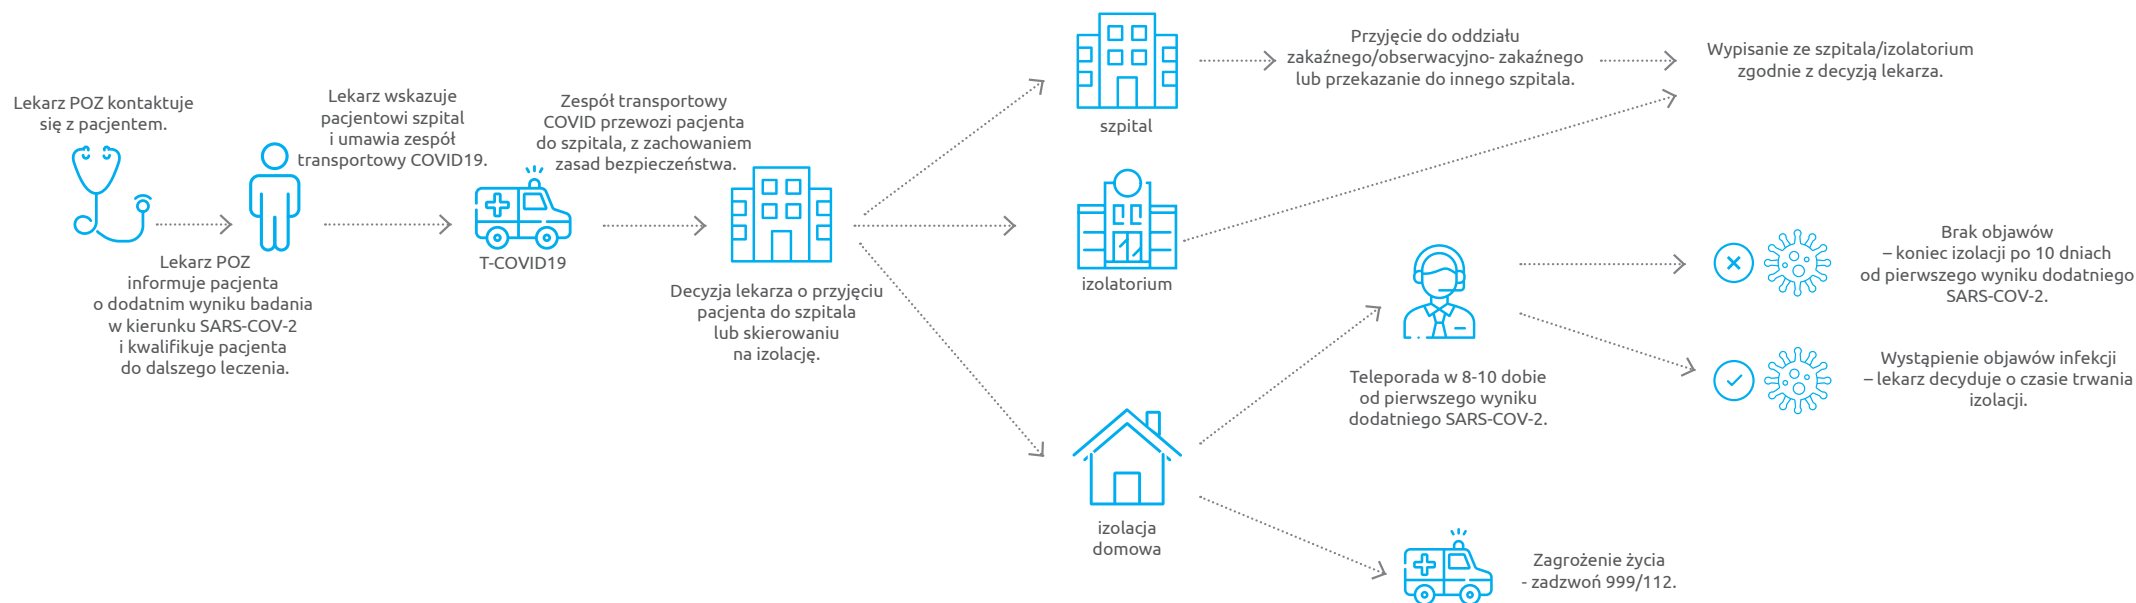 Lekarz POZ kontaktuje
się z pacjentem.
Lekarz POZ
informuje pacjenta
o dodatnim wyniku badania
w kierunku SARS-COV-2
i kwalifikuje pacjenta
do dalszego leczenia.
Lekarz wskazuje
pacjentowi szpital
i umawia zespół
transportowy COVID19.
T-COVID19
Zespół transportowy
COVID przewozi pacjenta
do szpitala, z zachowaniem
zasad bezpieczeństwa.
Decyzja lekarza o przyjęciu
pacjenta do szpitala
lub skierowaniu
na izolację.
szpital
Przyjęcie do oddziału
zakaźnego/obserwacyjno- zakaźnego
lub przekazanie do innego szpitala.
Wypisanie ze szpitala/izolatorium
zgodnie z decyzją lekarza.
izolatorium
izolacja
domowa
Teleporada w 8-10 dobie
od pierwszego wyniku
dodatniego SARS-COV-2.
Brak objawów
– koniec izolacji po 10 dniach
od pierwszego wyniku dodatniego
SARS-COV-2.
Wystąpienie objawów infekcji
– lekarz decyduje o czasie trwania
izolacji.
Zagrożenie życia
- zadzwoń 999/112.